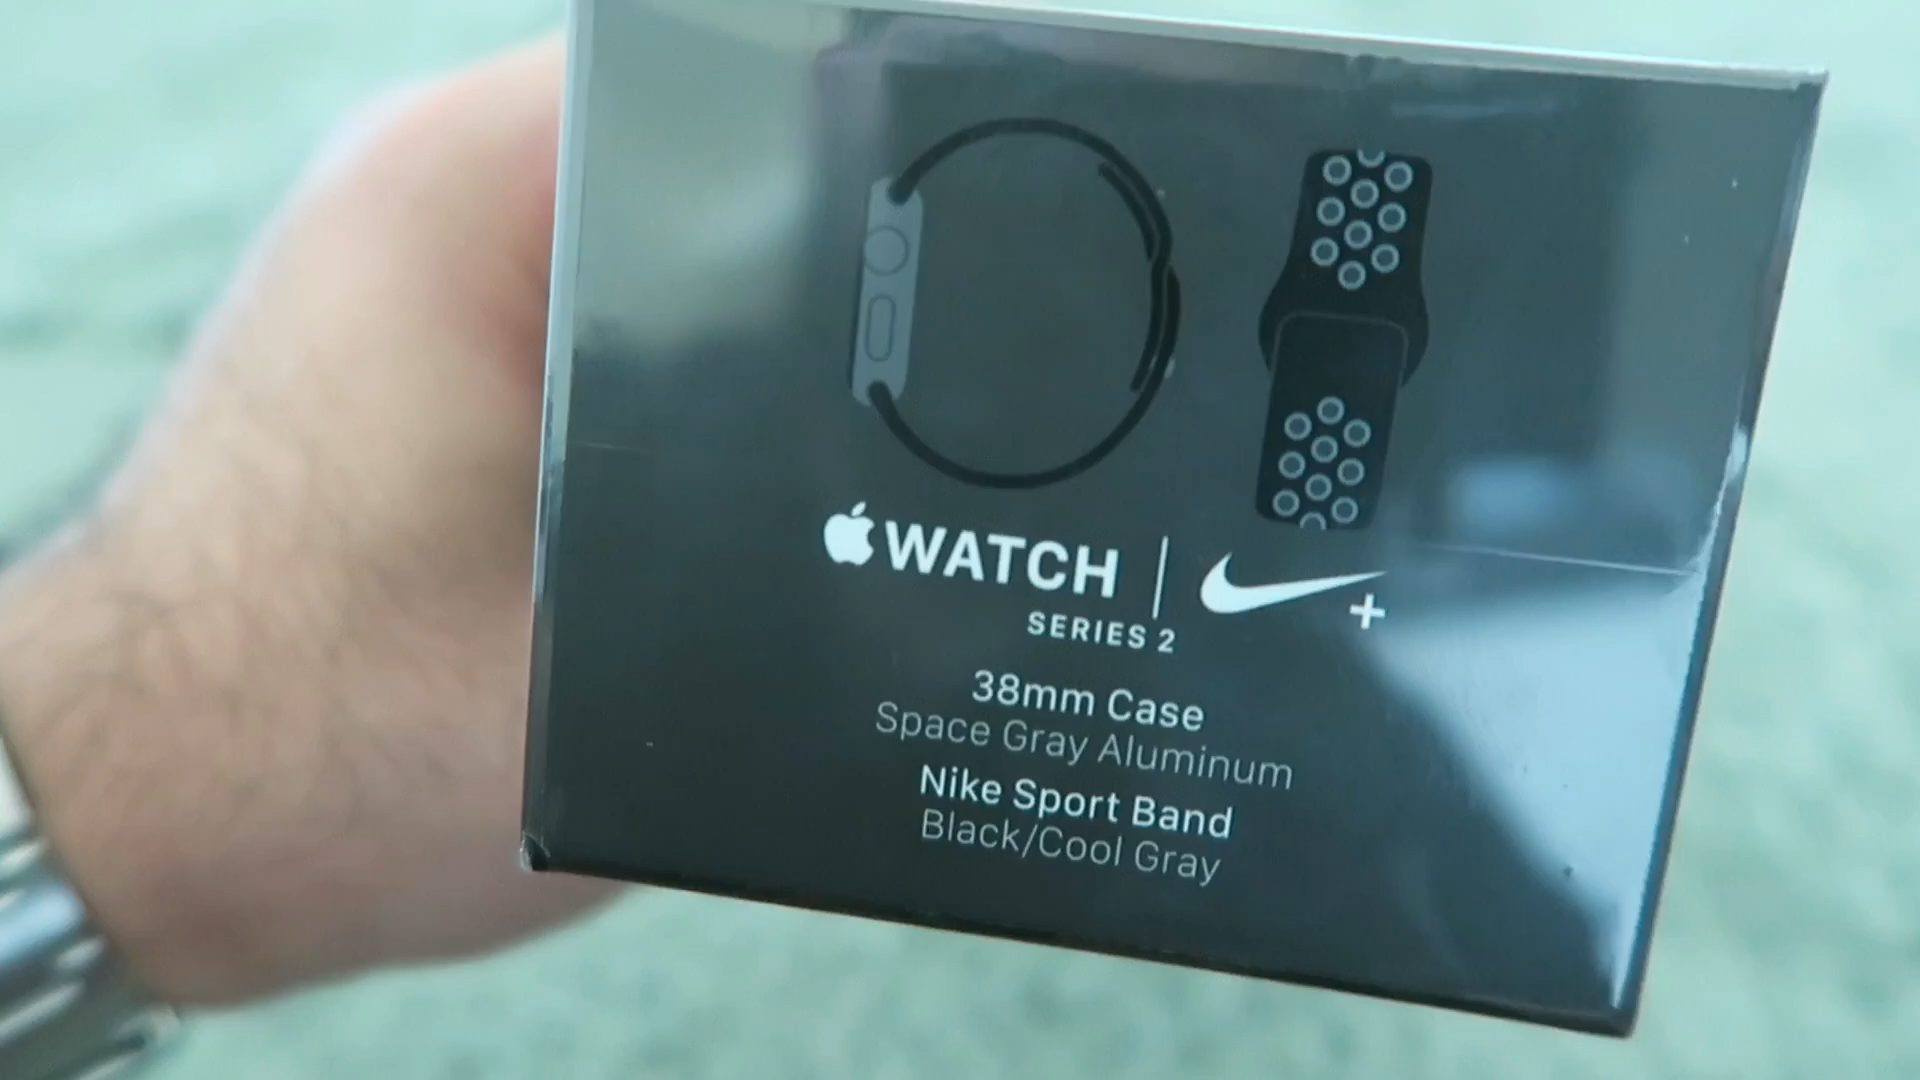 WATCH | +
SERIES 2
38mm Case
Space Gray Aluminum
Nike Sport Band
Black/Cool Gray